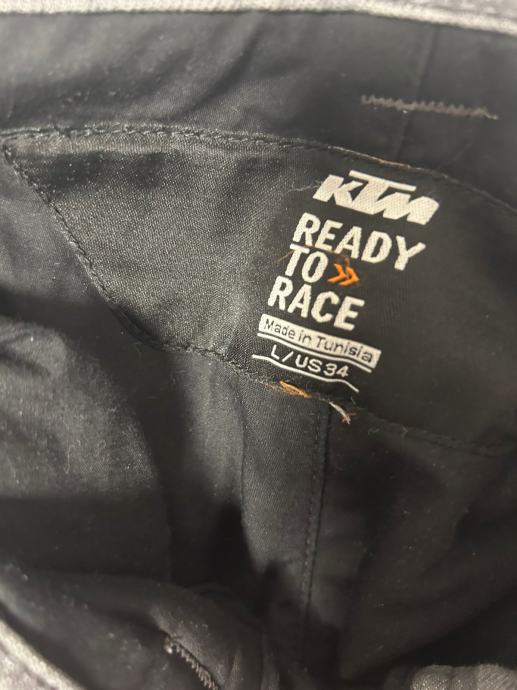 KTM
READY
TO
RACE
Made in Tunisia
L/US34